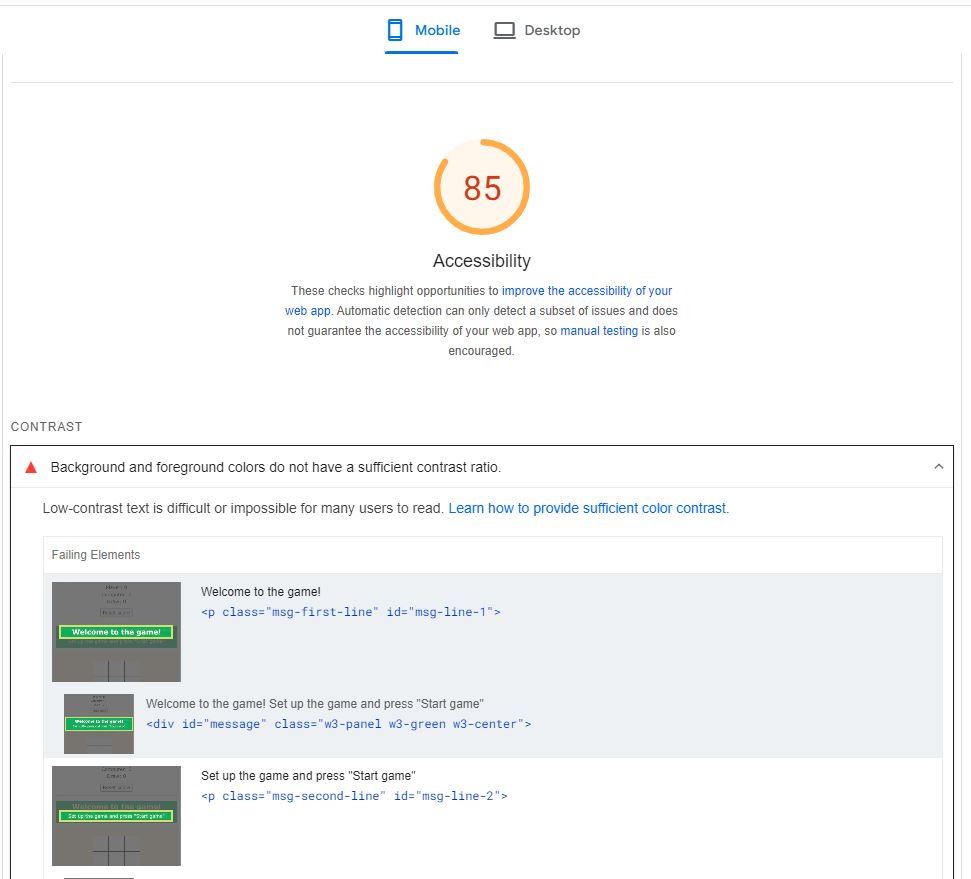 Mobile Desktop
85
Accessibility
These checks highlight opportunities to improve the accessibility of your
web app. Automatic detection can only detect a subset of issues and does
not guarantee the accessibility of your web app, so manual testing is also
encouraged.
CONTRAST
Background and foreground colors do not have a sufficient contrast ratio.
Low-contrast text is difficult or impossible for many users to read. Learn how to provide sufficient color contrast.
Failing Elements
Welcome to the game!
<p class="msg-first-line" id="msg-line-1">
Welcome to the game!
Welcome to the game! Set up the game and press "Start game"
<div id="message" class="w3-panel w3-green w3-center">
Welcome to the game!
Set up the game and press "Start game"
<p class="msg-second-line" id="msg-line-2">
Welcome to the game!
Set up the game and press "Start game"